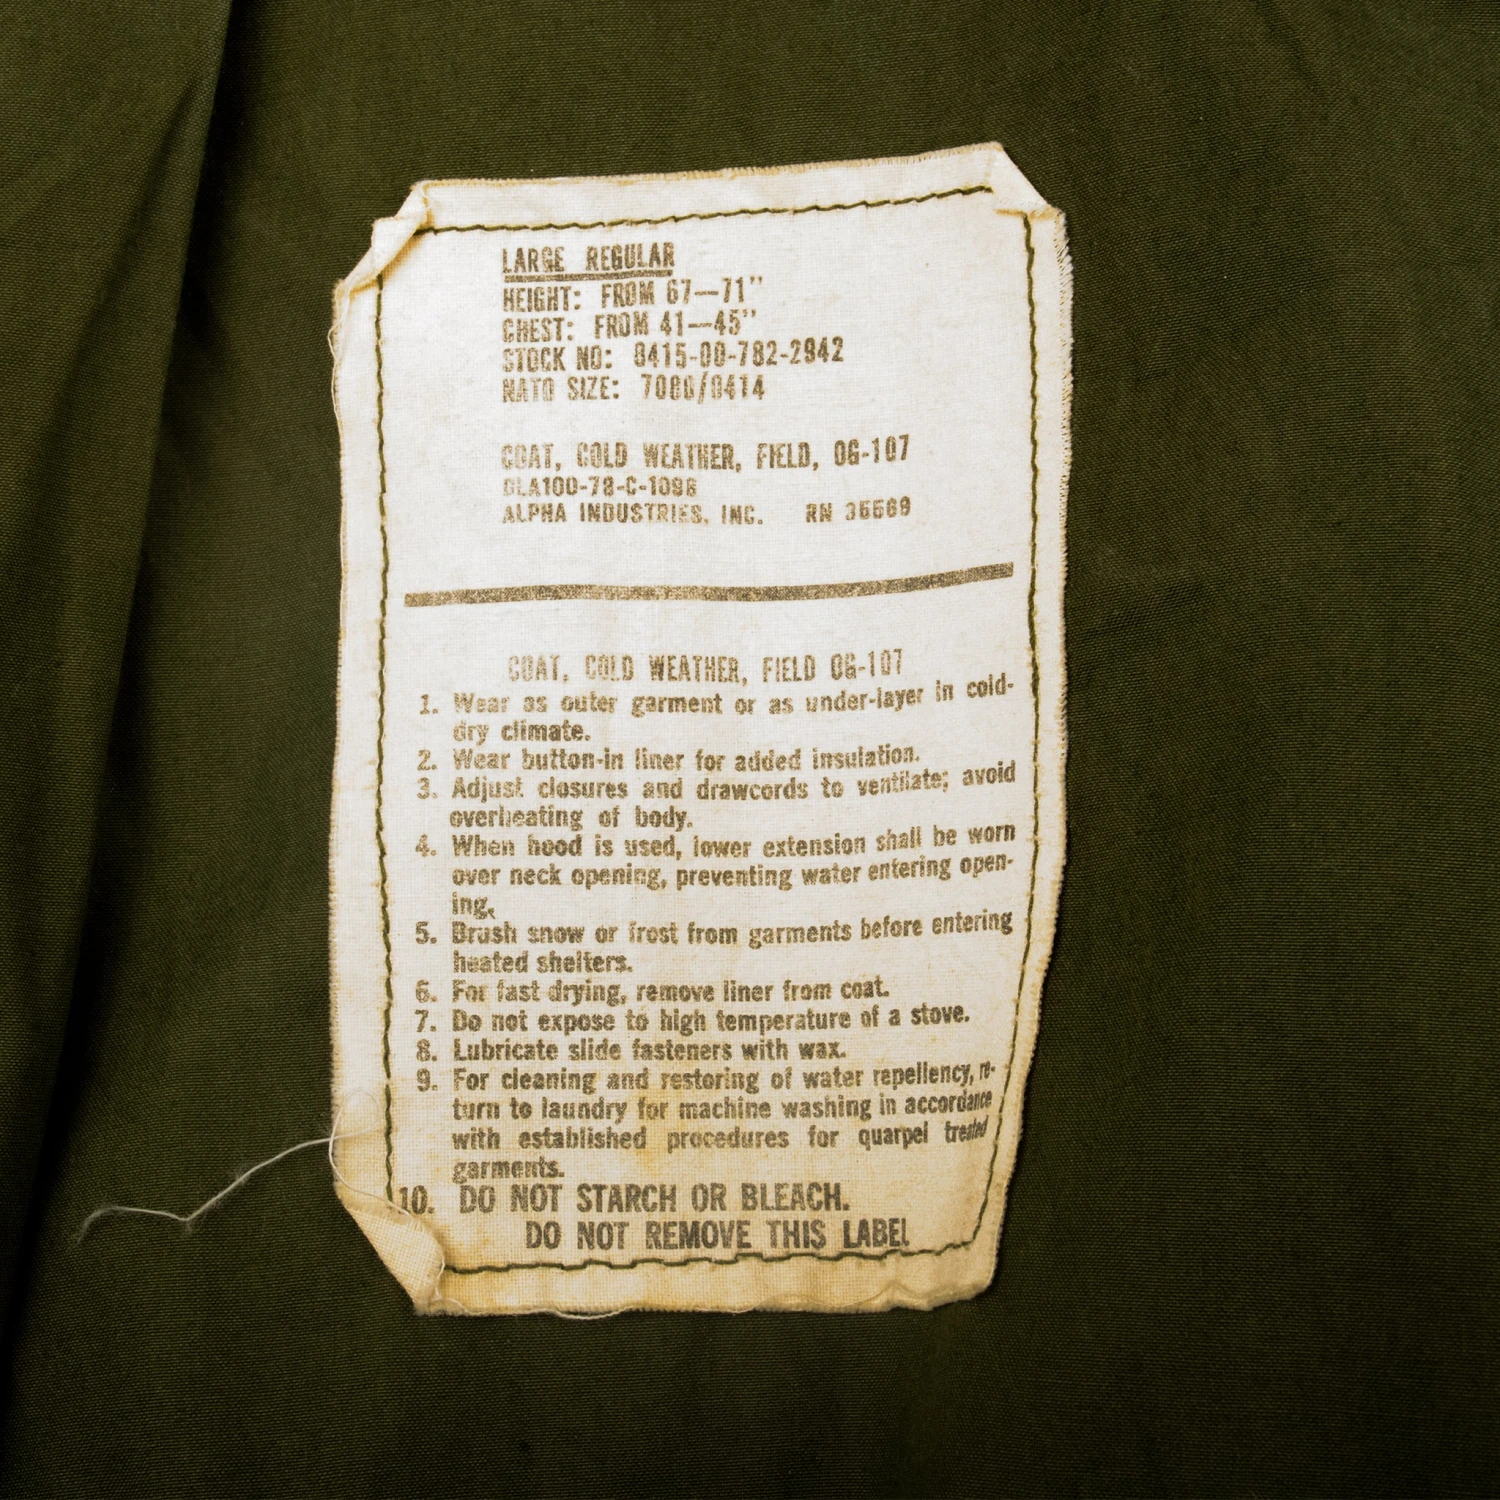 LARGE REGULAR
HEIGHT: FROM 67—71"
CHEST: FROM 41—45"
STOCK NO: 8415-00-782-2942
NATO SIZE:
COAT, COLD WEATHER, FIELD, OG-107
DLA100-78-C-
ALPHA INDUSTRIES, INC. RN
COAT, COLD WEATHER, FIELD OG-107
1. Wear as outer garment or as under-layer in cold-
dry climate.
2. Wear button-in liner for added insulation.
3. Adjust closures and drawcords to ventilate; avoid
overheating of body.
4. When hood is used, lower extension shall be worn
over neck opening, preventing water entering open-
ing.
5. Brush snow or frost from garments before entering
heated shelters.
6. For fast drying, remove liner from coat.
7. Do not expose to high temperature of a stove.
8. Lubricate slide fasteners with wax.
9. For cleaning and restoring of water repellency, re-
turn to laundry for machine washing in accordance
with established procedures for quarpel treated
garments.
10. DO NOT STARCH OR BLEACH.
DO NOT REMOVE THIS LABEL